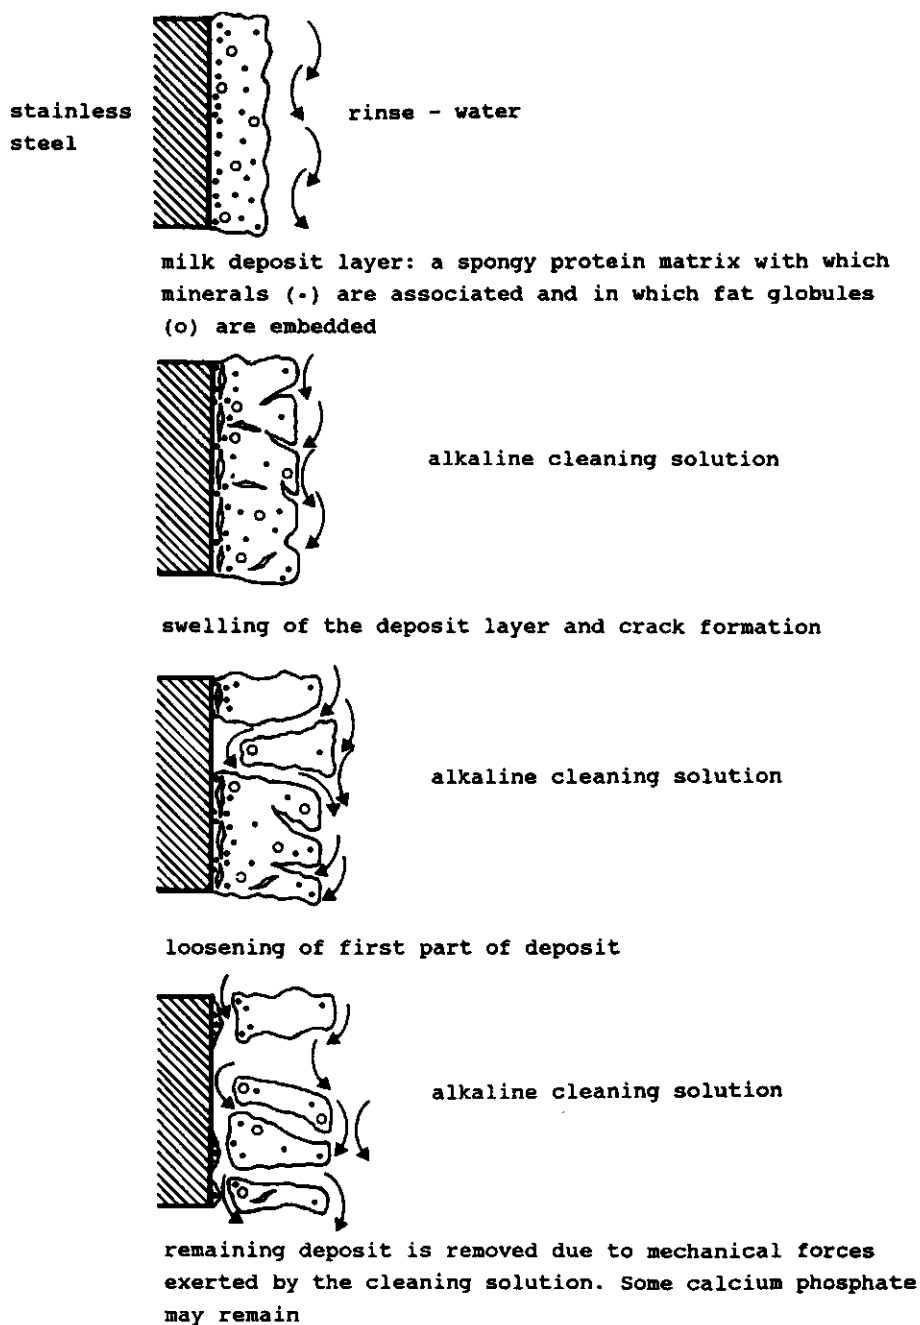 stainless
steel
rinse - water
milk deposit layer: a spongy protein matrix with which
minerals (·) are associated and in which fat globules
(o) are embedded
alkaline cleaning solution
swelling of the deposit layer and crack formation
alkaline cleaning solution
loosening of first part of deposit
alkaline cleaning solution
remaining deposit is removed due to mechanical forces
exerted by the cleaning solution. Some calcium phosphate
may remain